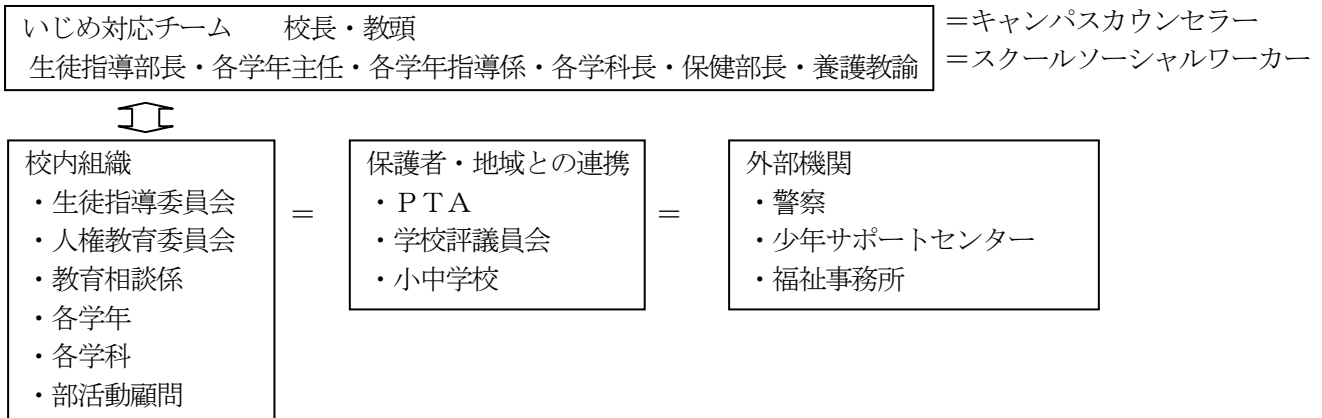 いじめ対応チーム　　校長・教頭
生徒指導部長・各学年主任・各学年指導係・各学科長・保健部長・養護教諭
＝キャンパスカウンセラー
＝スクールソーシャルワーカー
校内組織
・生徒指導委員会
・人権教育委員会
・教育相談係
・各学年
・各学科
・部活動顧問
＝
保護者・地域との連携
・ＰＴＡ
・学校評議員会
・小中学校
＝
外部機関
・警察
・少年サポートセンター
・福祉事務所